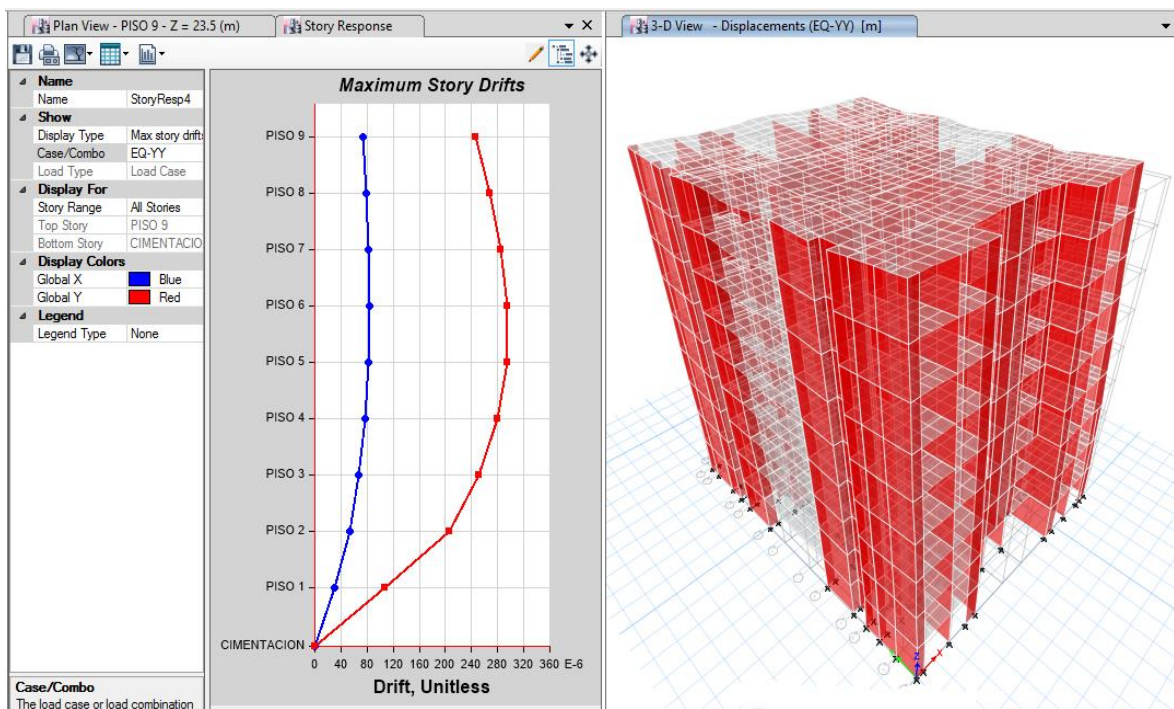 Plan View - PISO 9 - Z = 23.5 (m)
Story Response
3-D View - Displacements (EQ-YY) [m]
Name
Name StoryResp4
Show
Display Type Max story drift
Case/Combo EQ-YY
Load Type Load Case
Display For
Story Range All Stories
Top Story PISO 9
Bottom Story CIMENTACIO
Display Colors
Global X Blue
Global Y Red
Legend
Legend Type None
Case/Combo
The load case or load combination
Maximum Story Drifts
PISO 9
PISO 8
PISO 7
PISO 6
PISO 5
PISO 4
PISO 3
PISO 2
PISO 1
CIMENTACION
0 40 80 120 160 200 240 280 320 360 E-6
Drift, Unitless
Z
X